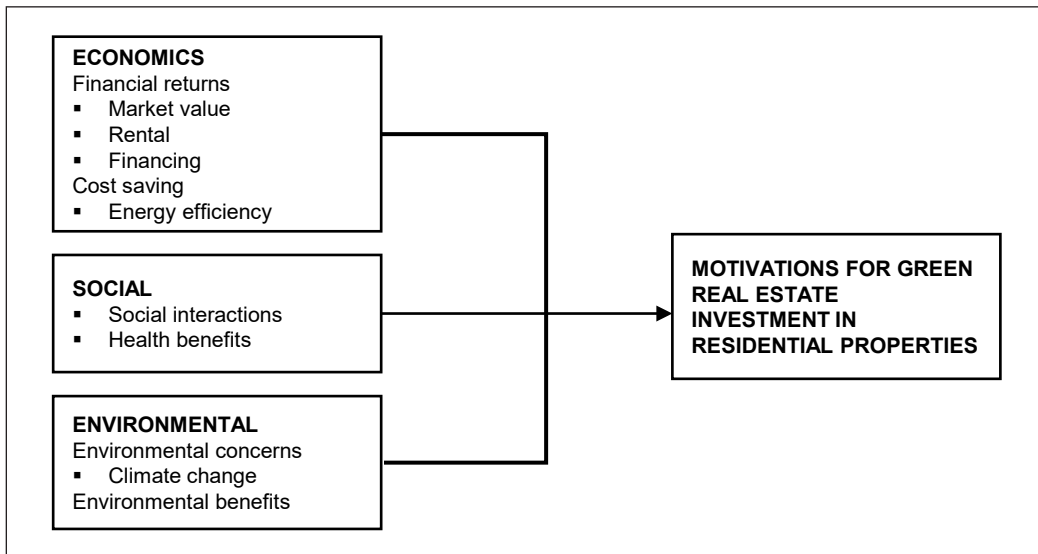 ECONOMICS
Financial returns
▪ Market value
▪ Rental
▪ Financing
Cost saving
▪ Energy efficiency
SOCIAL
▪ Social interactions
▪ Health benefits
ENVIRONMENTAL
Environmental concerns
▪ Climate change
Environmental benefits
MOTIVATIONS FOR GREEN
REAL ESTATE
INVESTMENT IN
RESIDENTIAL PROPERTIES